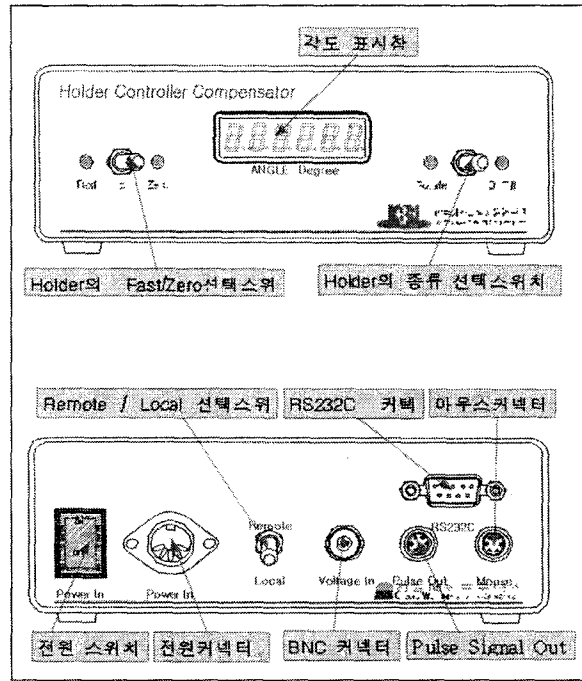 각도 표시창
Holder Controller Compensator
ANGLE Degree
Zero
Holder의 Fast/Zero선택스위
Holder의 종류 선택스위치
Remote / Local 선택스위
RS232C 커텍
마우스커넥터
Remote
RS232C
Local
Voltage In
Pulse Out
Mouse
Power In
Power In
전원 스위치
전원커넥터
BNC 커넥터
Pulse Signal Out